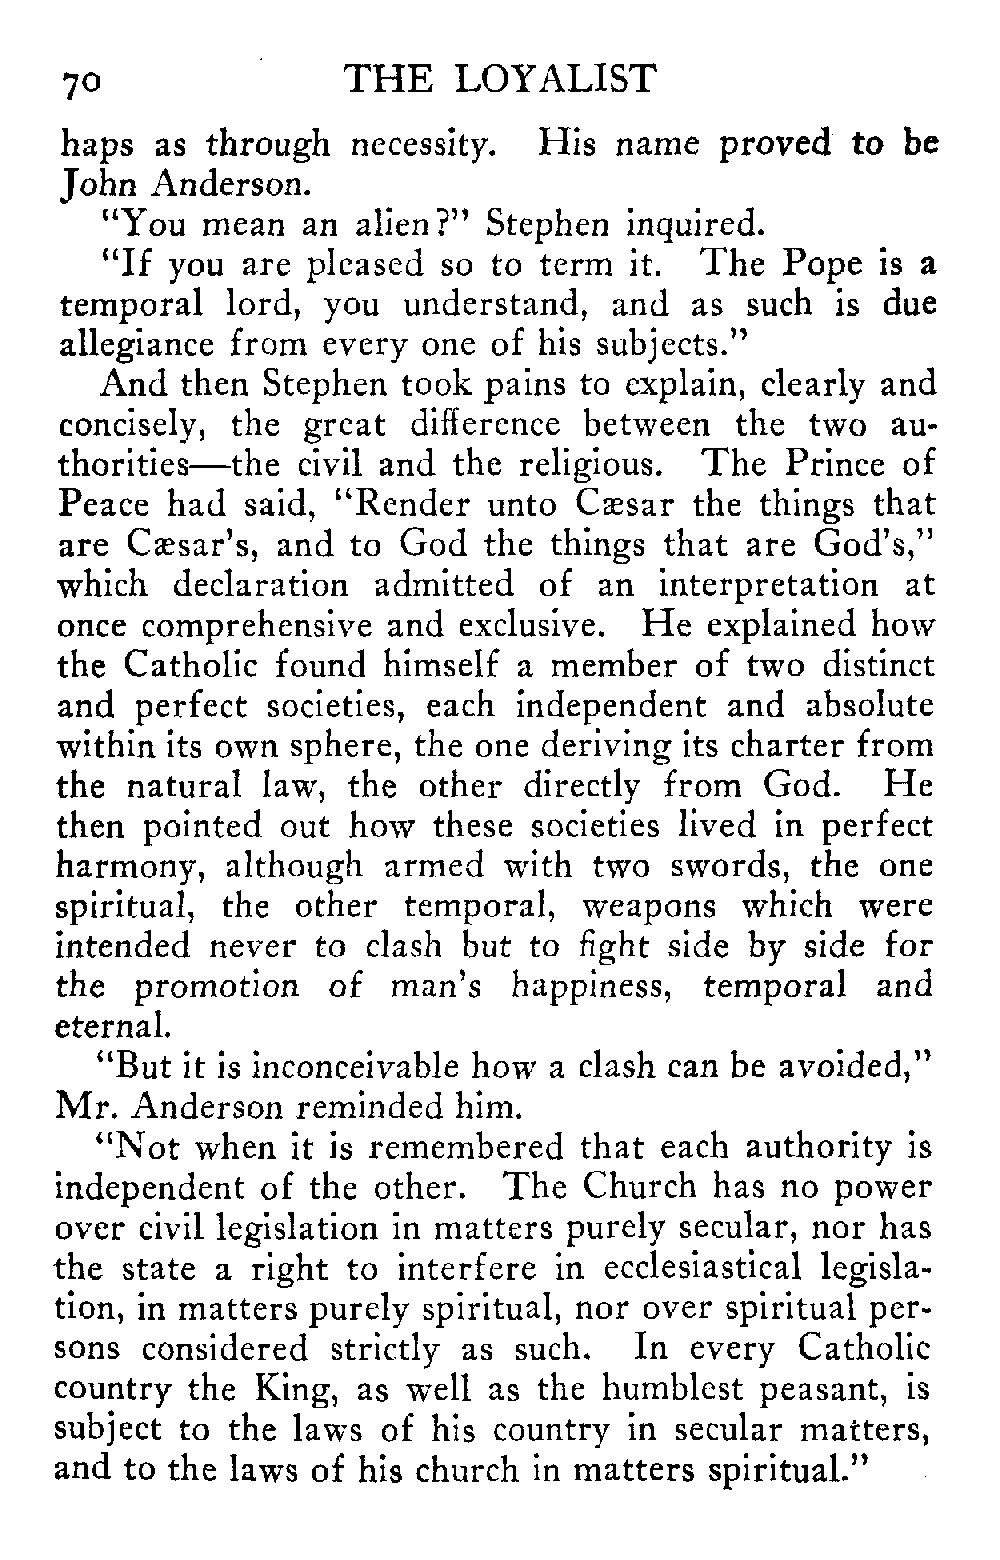 70 THE LOYALIST
haps as through necessity. His name proved to be
John Anderson.
"You mean an alien?" Stephen inquired.
"If you are pleased so to term it. The Pope is a
temporal lord, you understand, and as such is due
allegiance from every one of his subjects."
And then Stephen took pains to explain, clearly and
concisely, the great difference between the two au-
thorities—the civil and the religious. The Prince of
Peace had said, "Render unto Cæsar the things that
are Cæsar's, and to God the things that are God's,"
which declaration admitted of an interpretation at
once comprehensive and exclusive. He explained how
the Catholic found himself a member of two distinct
and perfect societies, each independent and absolute
within its own sphere, the one deriving its charter from
the natural law, the other directly from God. He
then pointed out how these societies lived in perfect
harmony, although armed with two swords, the one
spiritual, the other temporal, weapons which were
intended never to clash but to fight side by side for
the promotion of man's happiness, temporal and
eternal.
"But it is inconceivable how a clash can be avoided,"
Mr. Anderson reminded him.
"Not when it is remembered that each authority is
independent of the other. The Church has no power
over civil legislation in matters purely secular, nor has
the state a right to interfere in ecclesiastical legisla-
tion, in matters purely spiritual, nor over spiritual per-
sons considered strictly as such. In every Catholic
country the King, as well as the humblest peasant, is
subject to the laws of his country in secular matters,
and to the laws of his church in matters spiritual."